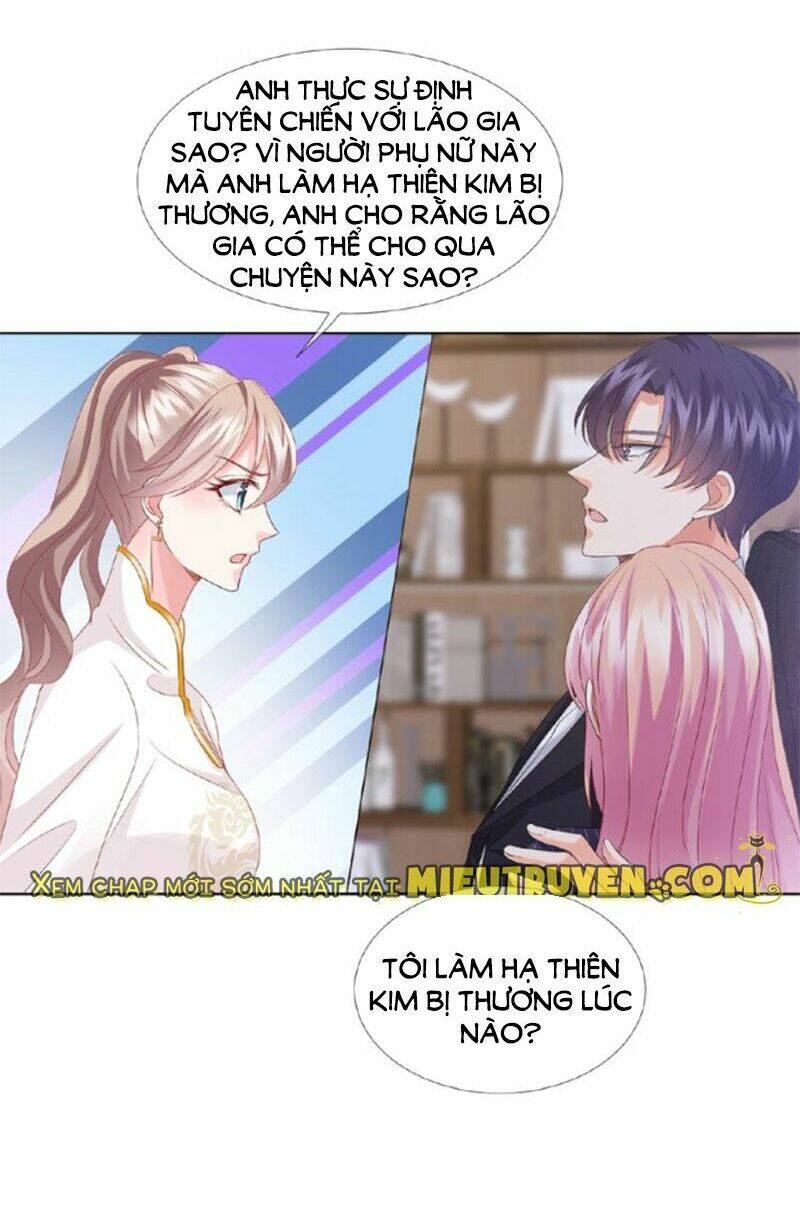 ANH THỰC SỰ ĐỊNH
TUYÊN CHIẾN VỚI LÃO GIA
SAO? VÌ NGƯỜI PHỤ NỮ NÀY
MÀ ANH LÀM HẠ THIÊN KIM BỊ
THƯƠNG, ANH CHO RẰNG LÃO
GIA CÓ THỂ CHO QUA
CHUYỆN NÀY SAO?
XEM CHAP MỚI SỚM NHẤT TẠI MIEUTRUYEN.COM
TÔI LÀM HẠ THIÊN
KIM BỊ THƯƠNG LÚC
NÀO?